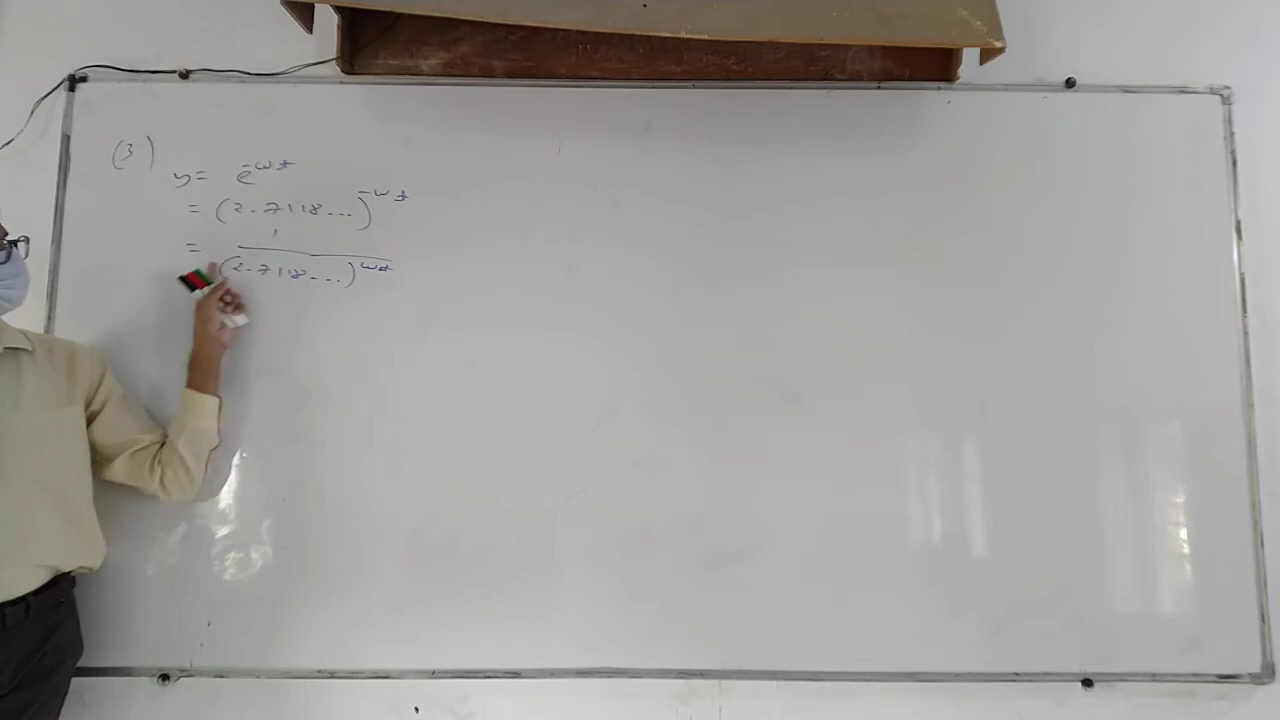 (3)
y = e^{-ωt}
= (2.7118...)^{-ωt}
= 1 / (2.7118...)^{ωt}